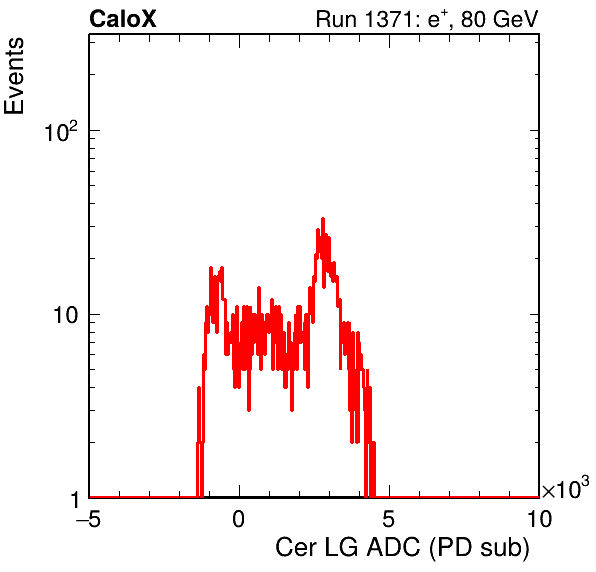 CaloX Run 1371: e⁺, 80 GeV
Events
10²
10
1
−5 0 5 10
×10³
Cer LG ADC (PD sub)